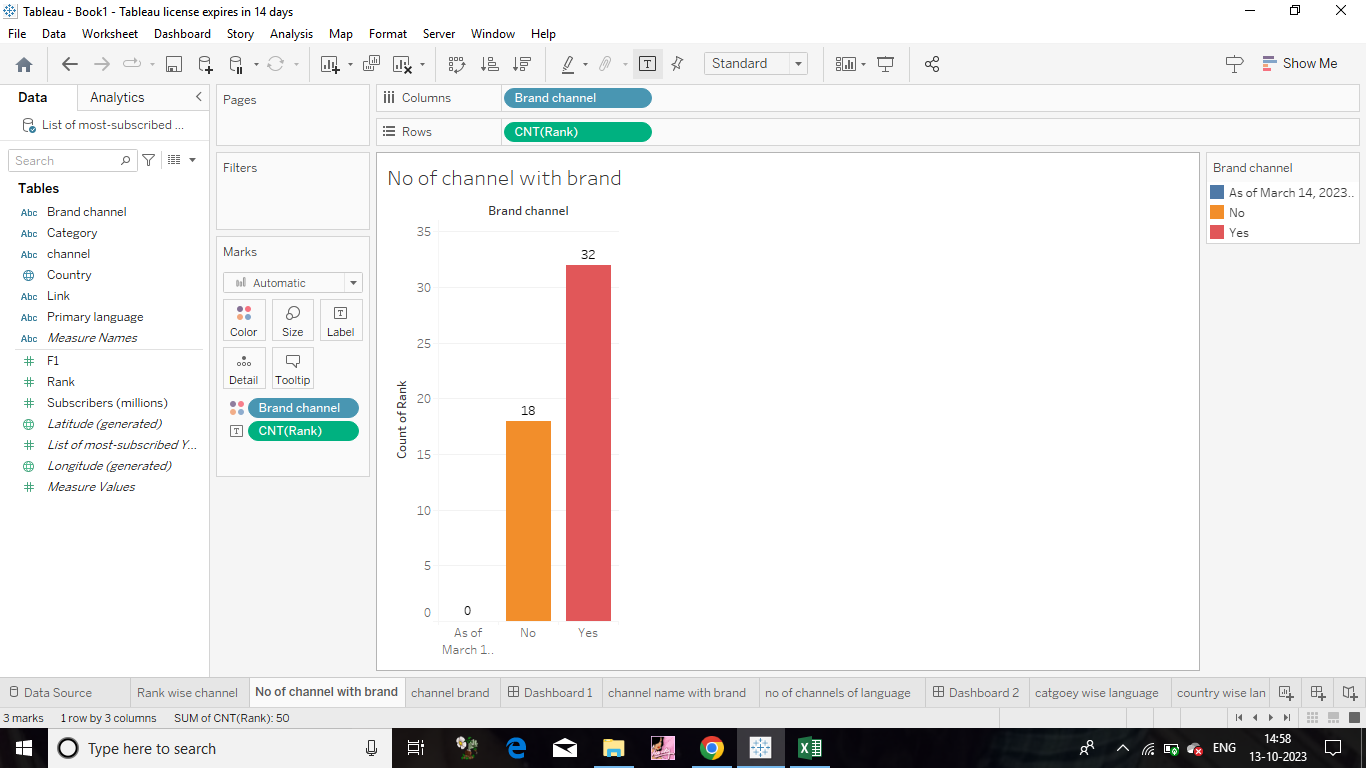 Tableau - Book1 - Tableau license expires in 14 days
File Data Worksheet Dashboard Story Analysis Map Format Server Window Help
Standard
Show Me
Data Analytics
List of most-subscribed ...
Search
Tables
Abc Brand channel
Abc Category
Abc channel
Country
Abc Link
Abc Primary language
Abc Measure Names
F1
Rank
Subscribers (millions)
Latitude (generated)
List of most-subscribed Y...
Longitude (generated)
Measure Values
Pages
Filters
Marks
Automatic
Color Size Label
Detail Tooltip
Brand channel
CNT(Rank)
Columns Brand channel
Rows CNT(Rank)
No of channel with brand
Brand channel
Count of Rank
35
30
25
20
15
10
5
0
0
18
32
As of
March 1..
No
Yes
Brand channel
As of March 14, 2023..
No
Yes
Data Source Rank wise channel No of channel with brand channel brand Dashboard 1 channel name with brand no of channels of language Dashboard 2 catgoey wise language country wise lan
3 marks 1 row by 3 columns SUM of CNT(Rank): 50
Type here to search
ENG
14:58
13-10-2023